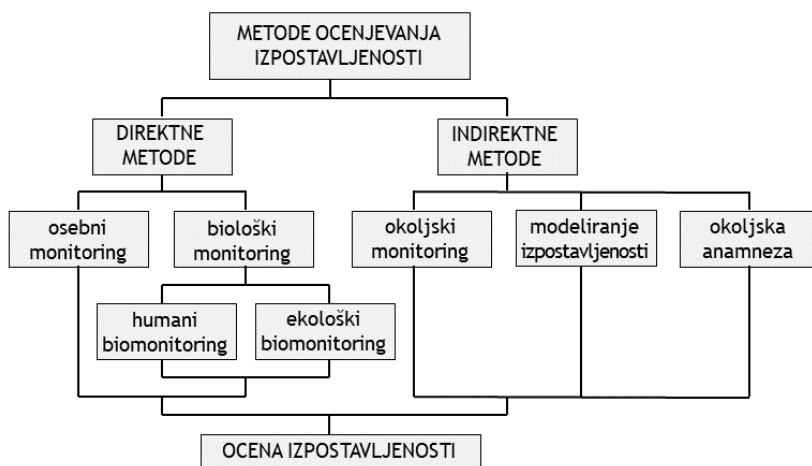 METODE OCENJEVANJA
IZPOSTAVLJENOSTI
DIREKTNE
METODE
INDIREKTNE
METODE
osebni
monitoring
biološki
monitoring
okoljski
monitoring
modeliranje
izpostavljenosti
okoljska
anamneza
humani
biomonitoring
ekološki
biomonitoring
OCENA IZPOSTAVLJENOSTI